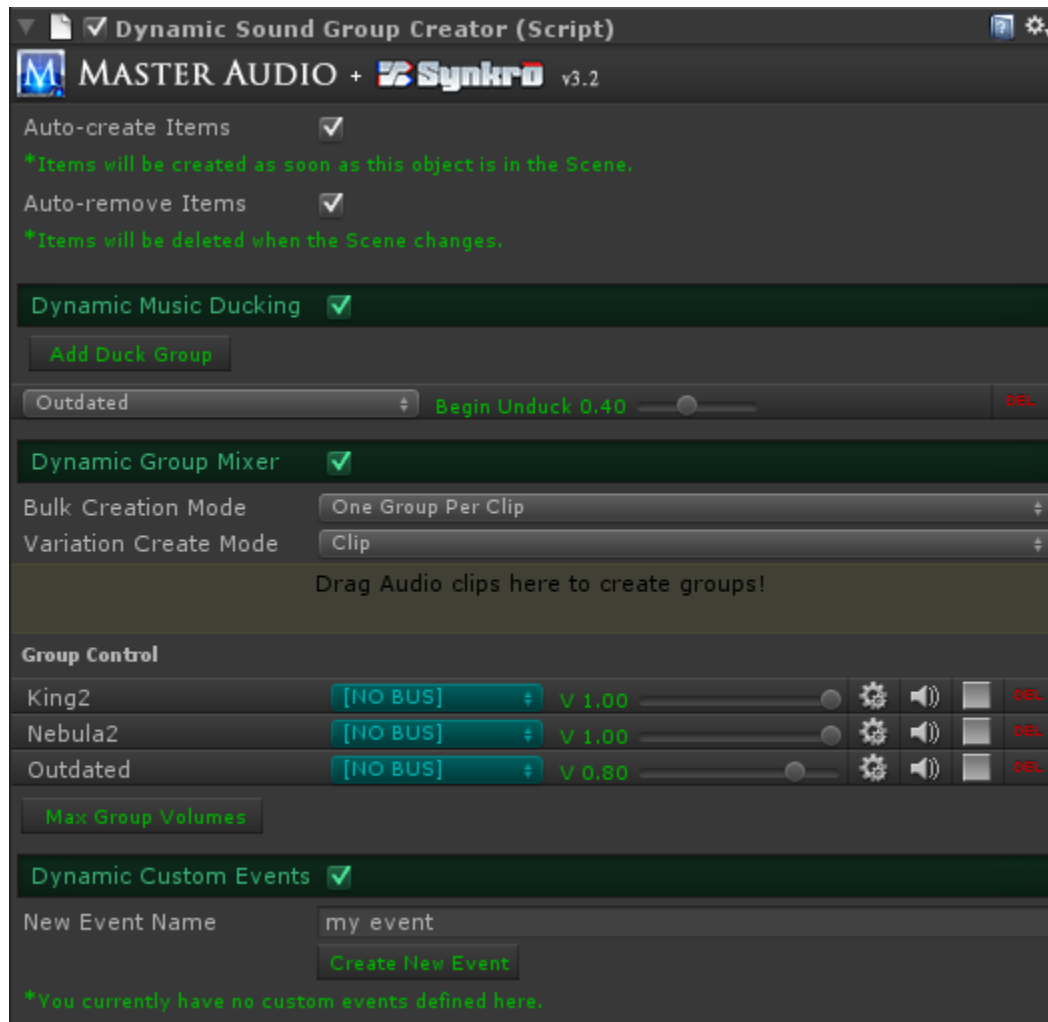 Dynamic Sound Group Creator (Script)
M MASTER AUDIO + Synkro v3.2
Auto-create Items
*Items will be created as soon as this object is in the Scene.
Auto-remove Items
*Items will be deleted when the Scene changes.
Dynamic Music Ducking
Add Duck Group
Outdated Begin Unduck 0.40 DEL
Dynamic Group Mixer
Bulk Creation Mode One Group Per Clip
Variation Create Mode Clip
Drag Audio clips here to create groups!
Group Control
King2 [NO BUS] V 1.00 DEL
Nebula2 [NO BUS] V 1.00 DEL
Outdated [NO BUS] V 0.80 DEL
Max Group Volumes
Dynamic Custom Events
New Event Name my event
Create New Event
*You currently have no custom events defined here.